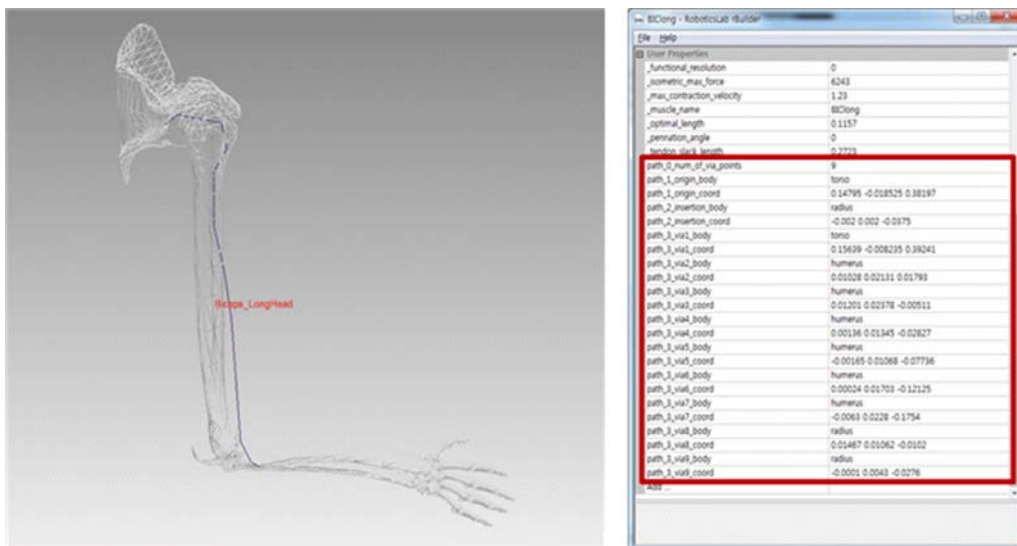 Biceps_LongHead
BIClong - RoboticsLab rBuilder
File Help
User Properties
_functional_resolution 0
_isometric_max_force 6243
_max_contraction_velocity 1.23
_muscle_name BIClong
_optimal_length 0.1157
_pennation_angle 0
_tendon_slack_length 0.2723
path_0_num_of_via_points 9
path_1_origin_body torso
path_1_origin_coord 0.14795 -0.018525 0.38197
path_2_insertion_body radius
path_2_insertion_coord -0.002 0.002 -0.0375
path_3_via1_body torso
path_3_via1_coord 0.15639 -0.008235 0.39241
path_3_via2_body humerus
path_3_via2_coord 0.01028 0.02131 0.01793
path_3_via3_body humerus
path_3_via3_coord 0.01201 0.02378 -0.00511
path_3_via4_body humerus
path_3_via4_coord 0.00136 0.01345 -0.02827
path_3_via5_body humerus
path_3_via5_coord -0.00165 0.01068 -0.07736
path_3_via6_body humerus
path_3_via6_coord 0.00024 0.01703 -0.12125
path_3_via7_body humerus
path_3_via7_coord -0.0063 0.0228 -0.1754
path_3_via8_body radius
path_3_via8_coord 0.01467 0.01062 -0.0102
path_3_via9_body radius
path_3_via9_coord -0.0001 0.0043 -0.0276
Add ...